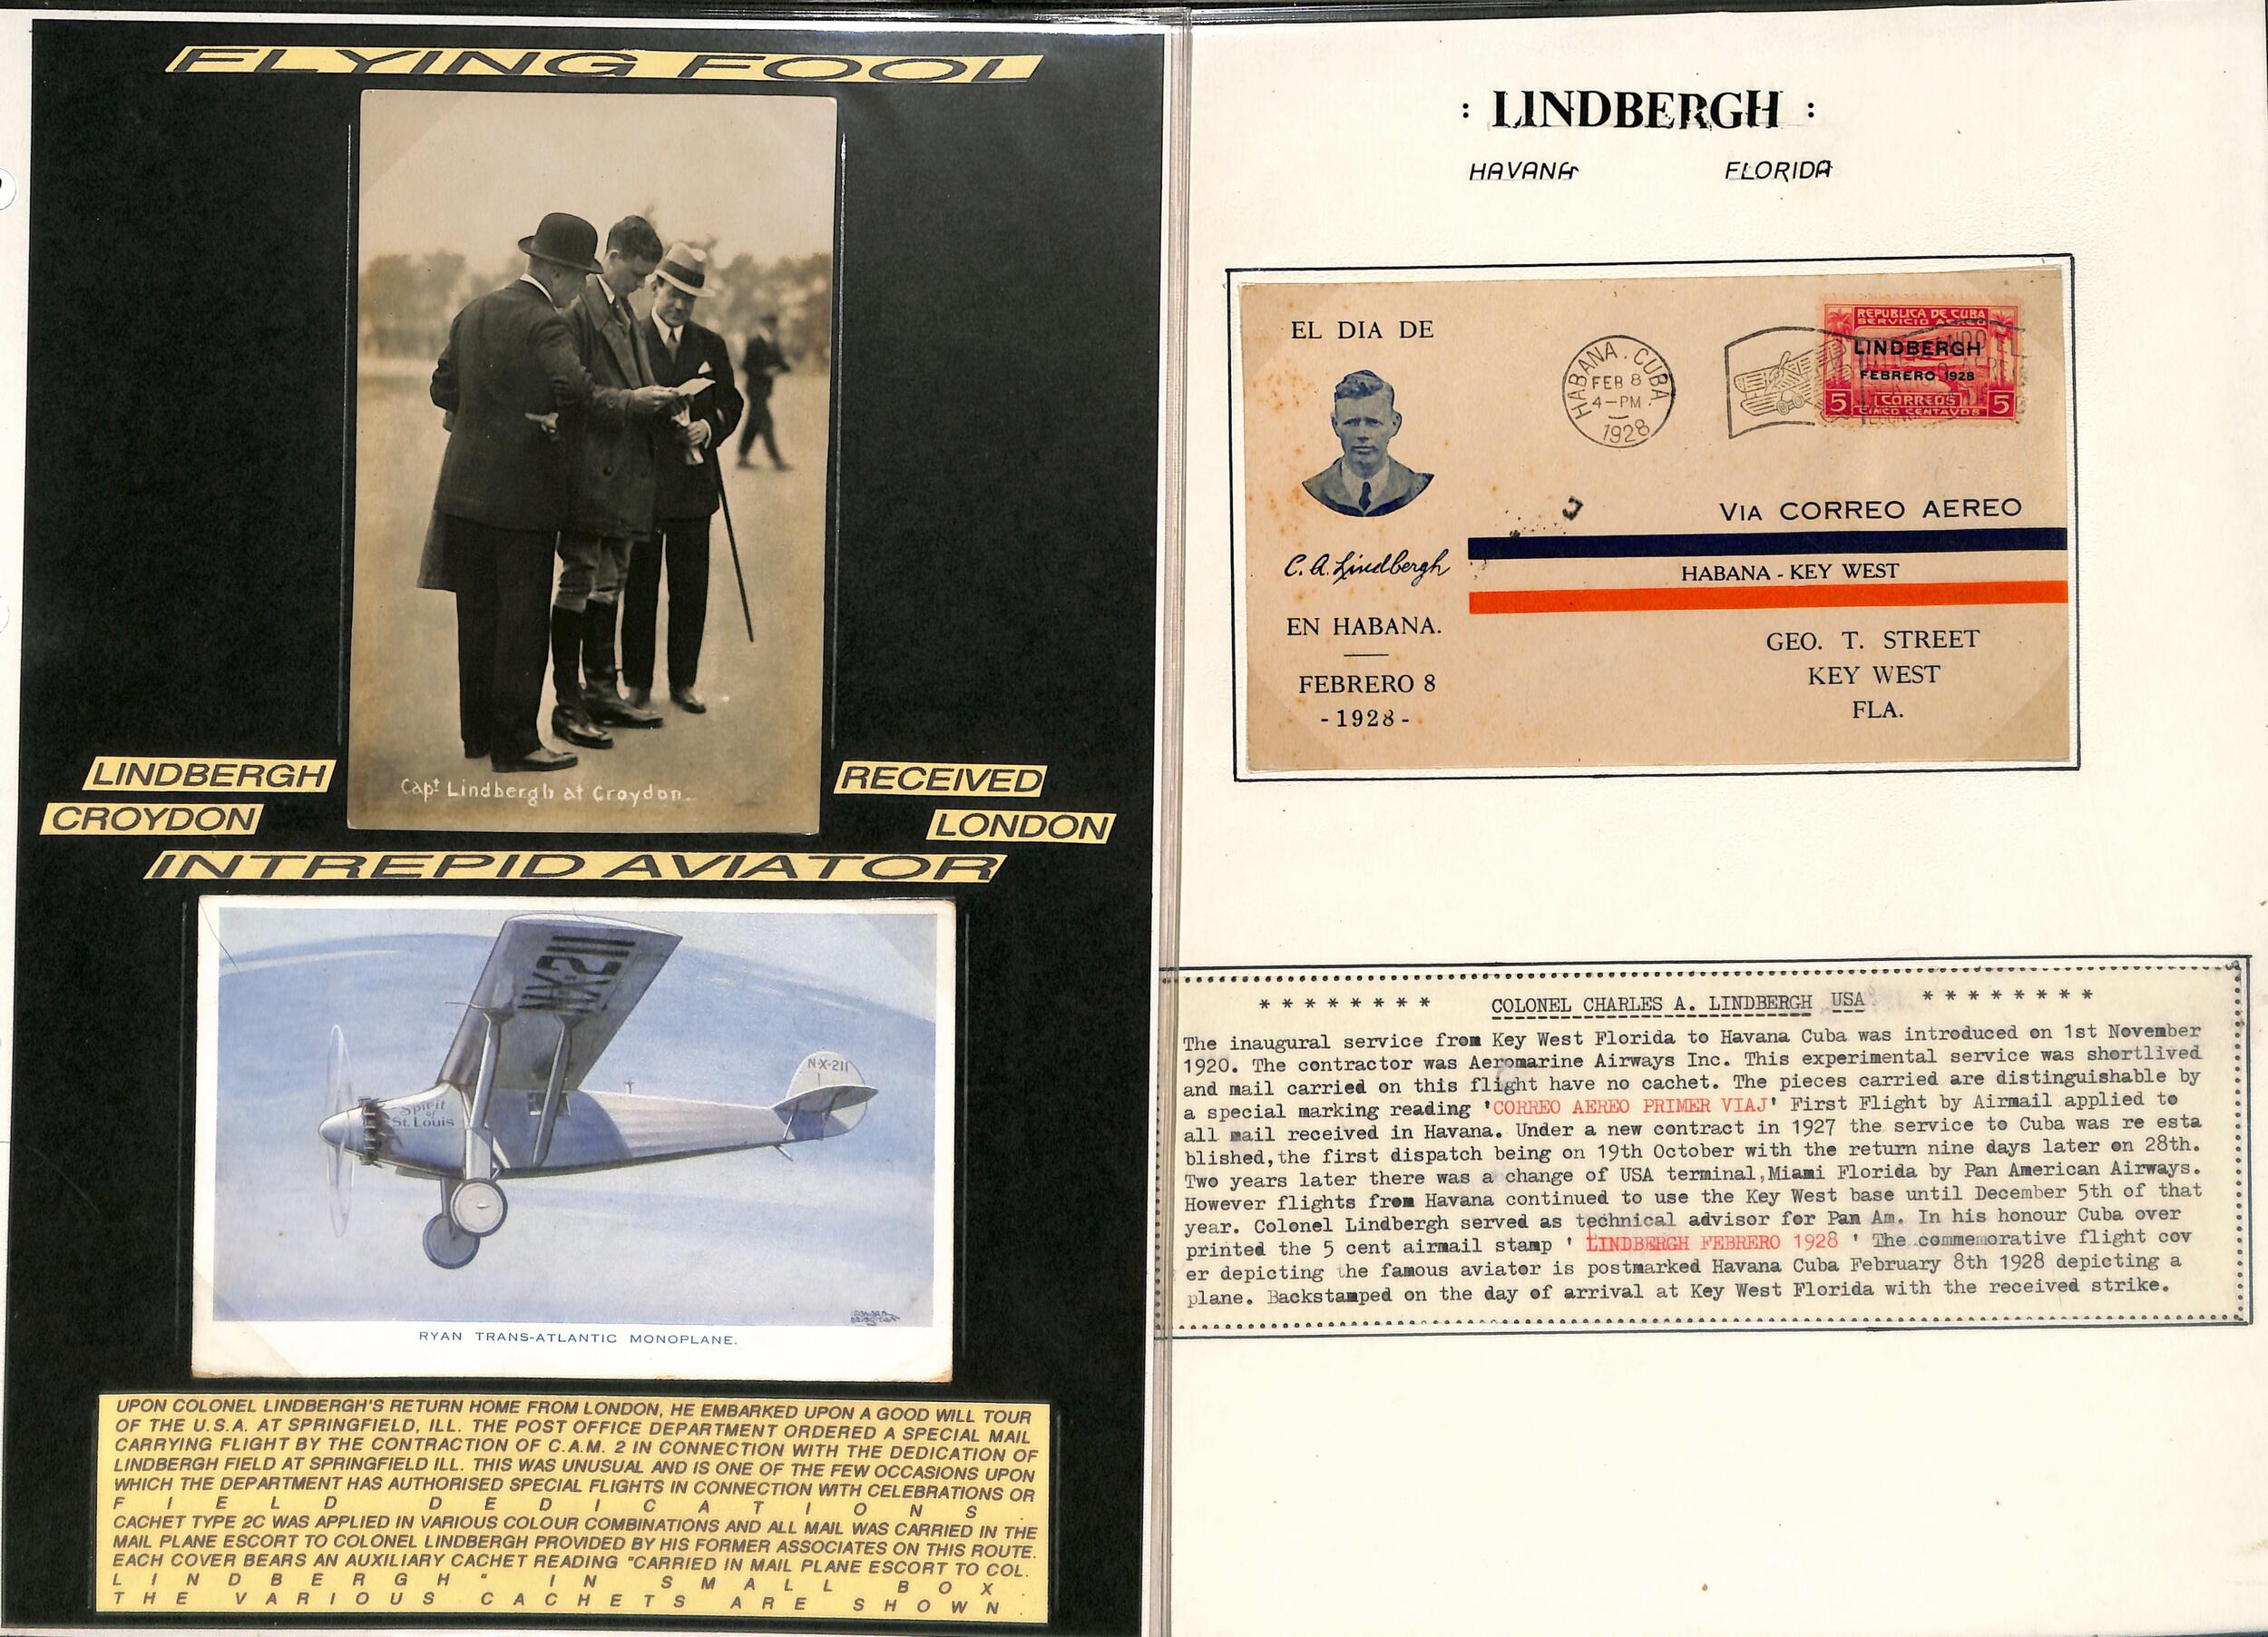 FLYING FOOL
Capt Lindbergh at Croydon.
LINDBERGH
CROYDON
RECEIVED
LONDON
INTREPID AVIATOR
NX-211
N-X-211
Spirit
of
St. Louis
RYAN TRANS-ATLANTIC MONOPLANE.
UPON COLONEL LINDBERGH'S RETURN HOME FROM LONDON, HE EMBARKED UPON A GOOD WILL TOUR
OF THE U.S.A. AT SPRINGFIELD, ILL. THE POST OFFICE DEPARTMENT ORDERED A SPECIAL MAIL
CARRYING FLIGHT BY THE CONTRACTION OF C.A.M. 2 IN CONNECTION WITH THE DEDICATION OF
LINDBERGH FIELD AT SPRINGFIELD ILL. THIS WAS UNUSUAL AND IS ONE OF THE FEW OCCASIONS UPON
WHICH THE DEPARTMENT HAS AUTHORISED SPECIAL FLIGHTS IN CONNECTION WITH CELEBRATIONS OR
F I E L D D E D I C A T I O N S .
CACHET TYPE 2C WAS APPLIED IN VARIOUS COLOUR COMBINATIONS AND ALL MAIL WAS CARRIED IN THE
MAIL PLANE ESCORT TO COLONEL LINDBERGH PROVIDED BY HIS FORMER ASSOCIATES ON THIS ROUTE.
EACH COVER BEARS AN AUXILIARY CACHET READING "CARRIED IN MAIL PLANE ESCORT TO COL.
L I N D B E R G H " I N S M A L L B O X .
T H E V A R I O U S C A C H E T S A R E S H O W N .
: LINDBERGH :
HAVANA FLORIDA
EL DIA DE
C. A. Lindbergh
EN HABANA.
FEBRERO 8
- 1928 -
HABANA . CUBA
FEB 8
4-PM
1928
REPUBLICA DE CUBA
SERVICIO AEREO
LINDBERGH
FEBRERO 1928
5 CORREOS 5
CINCO CENTAVOS
VIA CORREO AEREO
HABANA - KEY WEST
GEO. T. STREET
KEY WEST
FLA.
* * * * * * * * COLONEL CHARLES A. LINDBERGH USA * * * * * * * *
The inaugural service from Key West Florida to Havana Cuba was introduced on 1st November
1920. The contractor was Aeromarine Airways Inc. This experimental service was shortlived
and mail carried on this flight have no cachet. The pieces carried are distinguishable by
a special marking reading 'CORREO AEREO PRIMER VIAJ' First Flight by Airmail applied to
all mail received in Havana. Under a new contract in 1927 the service to Cuba was re esta
blished,the first dispatch being on 19th October with the return nine days later on 28th.
Two years later there was a change of USA terminal,Miami Florida by Pan American Airways.
However flights from Havana continued to use the Key West base until December 5th of that
year. Colonel Lindbergh served as technical advisor for Pan Am. In his honour Cuba over
printed the 5 cent airmail stamp ' LINDBERGH FEBRERO 1928 ' The commemorative flight cov
er depicting the famous aviator is postmarked Havana Cuba February 8th 1928 depicting a
plane. Backstamped on the day of arrival at Key West Florida with the received strike.